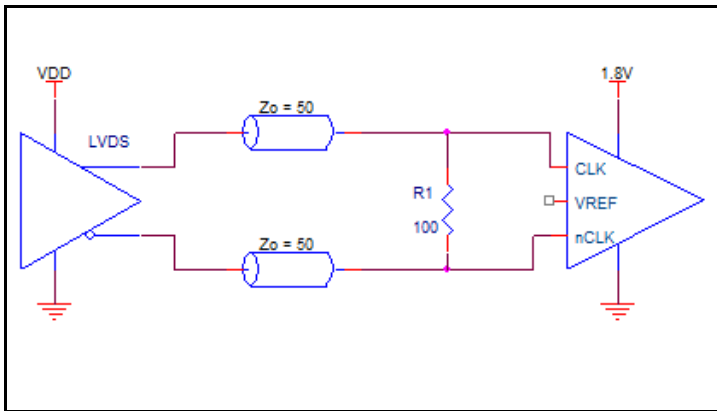 VDD
LVDS
Zo = 50
1.8V
R1
100
Zo = 50
CLK
VREF
nCLK